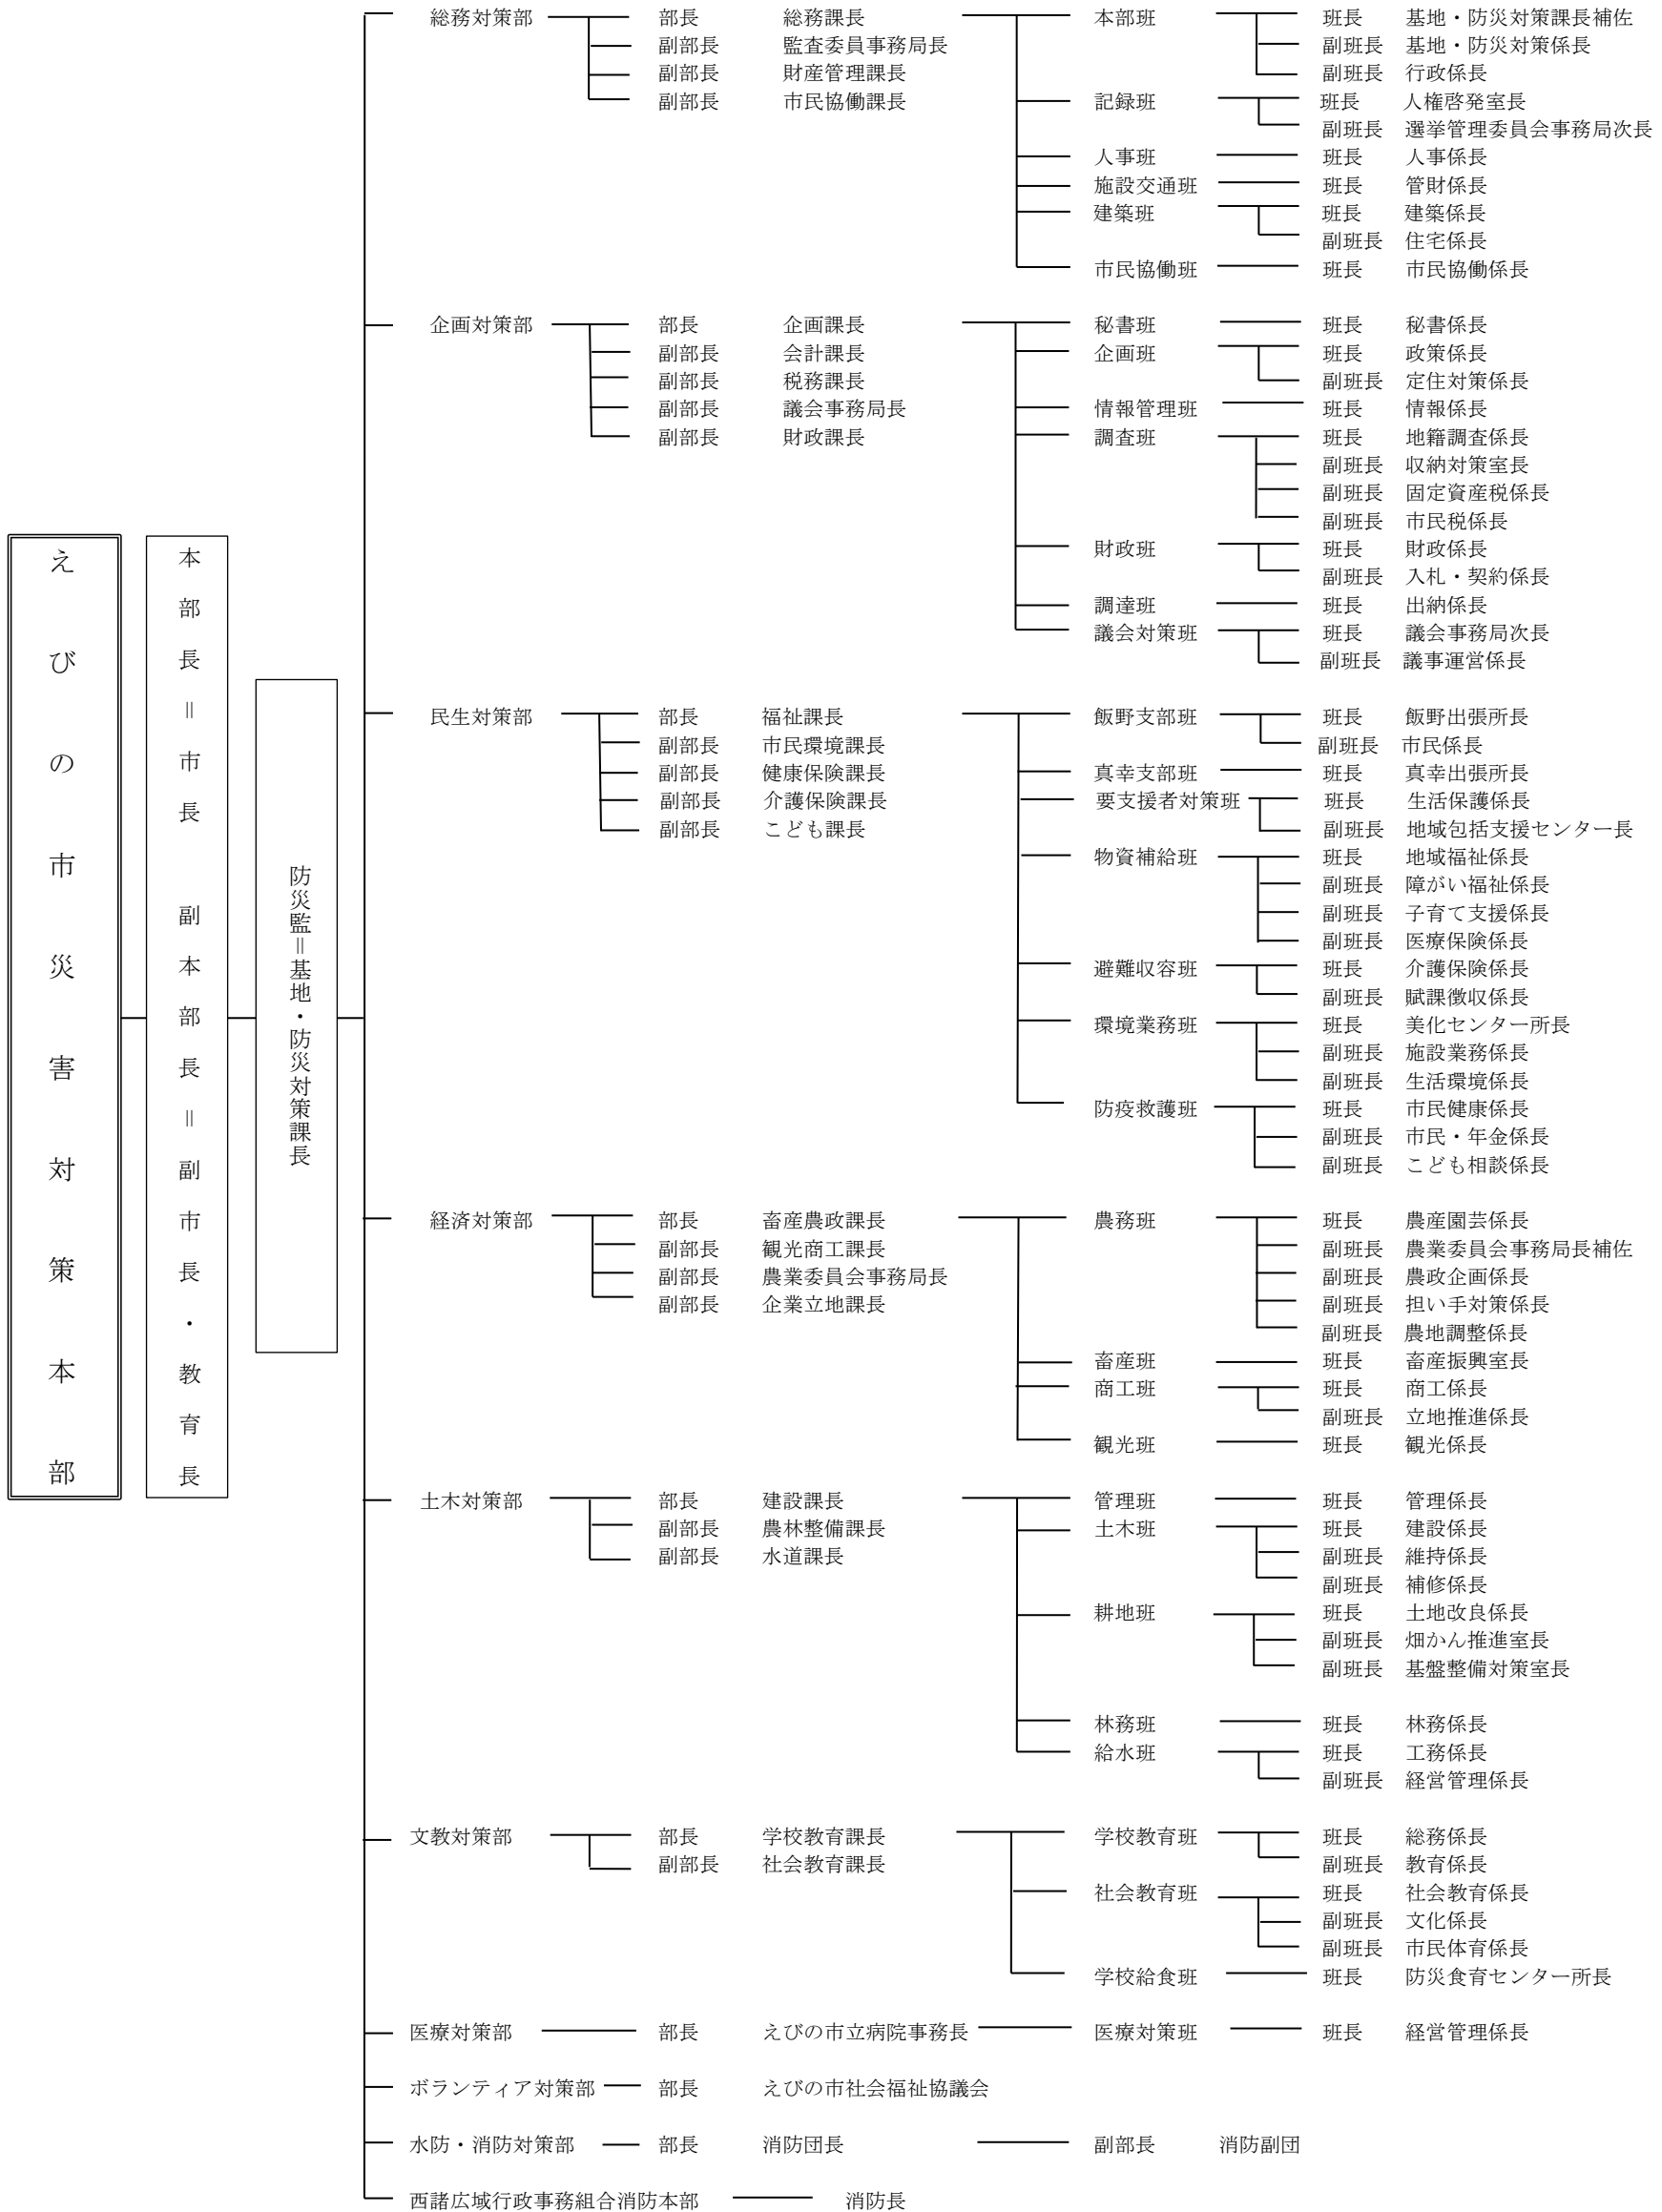 えびの市災害対策本部
本部長＝市長　副本部長＝副市長・教育長
防災監＝基地・防災対策課長
総務対策部 部長 総務課長 本部班 班長 基地・防災対策課長補佐
副部長 監査委員事務局長 副班長 基地・防災対策係長
副部長 財産管理課長 副班長 行政係長
副部長 市民協働課長 記録班 班長 人権啓発室長
副班長 選挙管理委員会事務局次長
人事班 班長 人事係長
施設交通班 班長 管財係長
建築班 班長 建築係長
副班長 住宅係長
市民協働班 班長 市民協働係長
企画対策部 部長 企画課長 秘書班 班長 秘書係長
副部長 会計課長 企画班 班長 政策係長
副部長 税務課長 副班長 定住対策係長
副部長 議会事務局長 情報管理班 班長 情報係長
副部長 財政課長 調査班 班長 地籍調査係長
副班長 収納対策室長
副班長 固定資産税係長
副班長 市民税係長
財政班 班長 財政係長
副班長 入札・契約係長
調達班 班長 出納係長
議会対策班 班長 議会事務局次長
副班長 議事運営係長
民生対策部 部長 福祉課長 飯野支部班 班長 飯野出張所長
副部長 市民環境課長 副班長 市民係長
副部長 健康保険課長 真幸支部班 班長 真幸出張所長
副部長 介護保険課長 要支援者対策班 班長 生活保護係長
副部長 こども課長 副班長 地域包括支援センター長
物資補給班 班長 地域福祉係長
副班長 障がい福祉係長
副班長 子育て支援係長
副班長 医療保険係長
避難収容班 班長 介護保険係長
副班長 賦課徴収係長
環境業務班 班長 美化センター所長
副班長 施設業務係長
副班長 生活環境係長
防疫救護班 班長 市民健康係長
副班長 市民・年金係長
副班長 こども相談係長
経済対策部 部長 畜産農政課長 農務班 班長 農産園芸係長
副部長 観光商工課長 副班長 農業委員会事務局長補佐
副部長 農業委員会事務局長 副班長 農政企画係長
副部長 企業立地課長 副班長 担い手対策係長
副班長 農地調整係長
畜産班 班長 畜産振興室長
商工班 班長 商工係長
副班長 立地推進係長
観光班 班長 観光係長
土木対策部 部長 建設課長 管理班 班長 管理係長
副部長 農林整備課長 土木班 班長 建設係長
副部長 水道課長 副班長 維持係長
副班長 補修係長
耕地班 班長 土地改良係長
副班長 畑かん推進室長
副班長 基盤整備対策室長
林務班 班長 林務係長
給水班 班長 工務係長
副班長 経営管理係長
文教対策部 部長 学校教育課長 学校教育班 班長 総務係長
副部長 社会教育課長 副班長 教育係長
社会教育班 班長 社会教育係長
副班長 文化係長
副班長 市民体育係長
学校給食班 班長 防災食育センター所長
医療対策部 部長 えびの市立病院事務長 医療対策班 班長 経営管理係長
ボランティア対策部 部長 えびの市社会福祉協議会
水防・消防対策部 部長 消防団長 副部長 消防副団
西諸広域行政事務組合消防本部 消防長